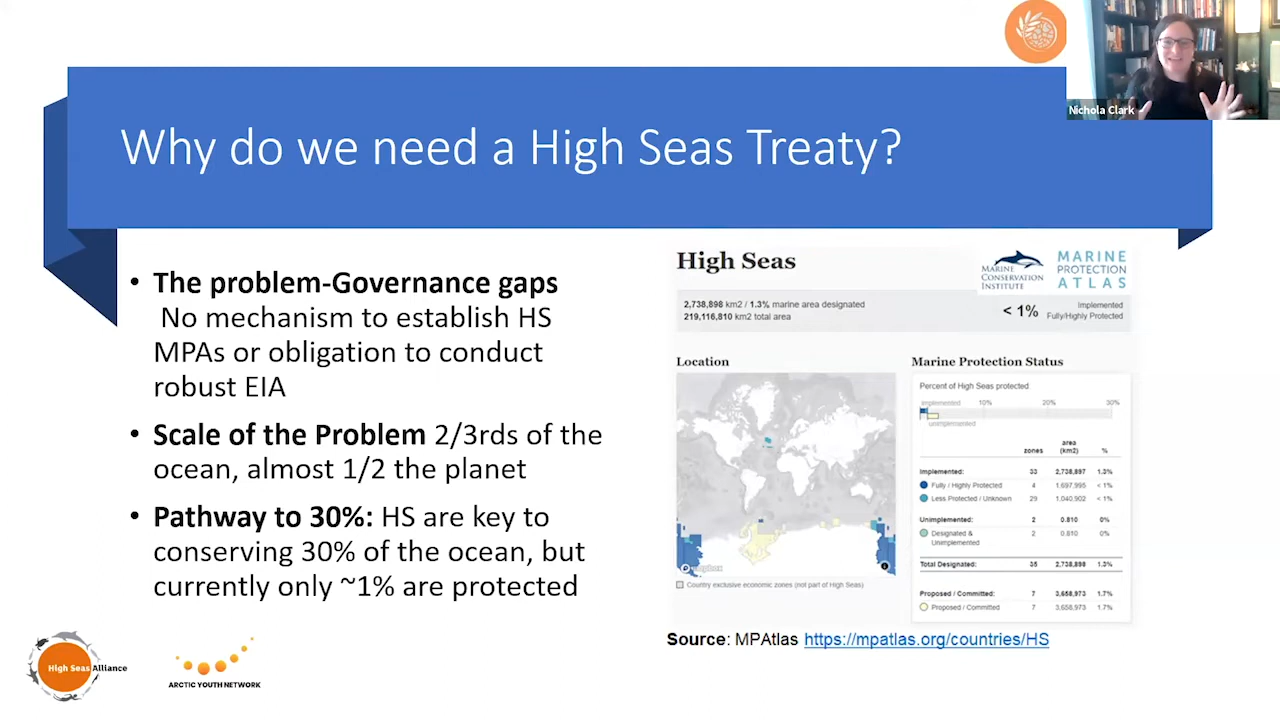 Nichola Clark
Why do we need a High Seas Treaty?
• The problem-Governance gaps
No mechanism to establish HS
MPAs or obligation to conduct
robust EIA
• Scale of the Problem 2/3rds of the
ocean, almost 1/2 the planet
• Pathway to 30%: HS are key to
conserving 30% of the ocean, but
currently only ~1% are protected
High Seas Alliance
ARCTIC YOUTH NETWORK
High Seas
MARINE
CONSERVATION
INSTITUTE
MARINE
PROTECTION
ATLAS
2,738,898 km2 / 1.3% marine area designated
219,116,810 km2 total area
< 1%
Implemented
Fully/Highly Protected
Location
mapbox
Country exclusive economic zones (not part of High Seas)
Marine Protection Status
Percent of High Seas protected
implemented 10% 20% 30%
unimplemented
zones area (km2) %
Implemented: 33 2,738,897 1.3%
Fully / Highly Protected 4 1,697,995 < 1%
Less Protected / Unknown 29 1,040,902 < 1%
Unimplemented: 2 0.810 0%
Designated & 2 0.810 0%
Unimplemented
Total Designated: 35 2,738,898 1.3%
Proposed / Committed: 7 3,658,973 1.7%
Proposed / Committed 7 3,658,973 1.7%
Source: MPAtlas https://mpatlas.org/countries/HS